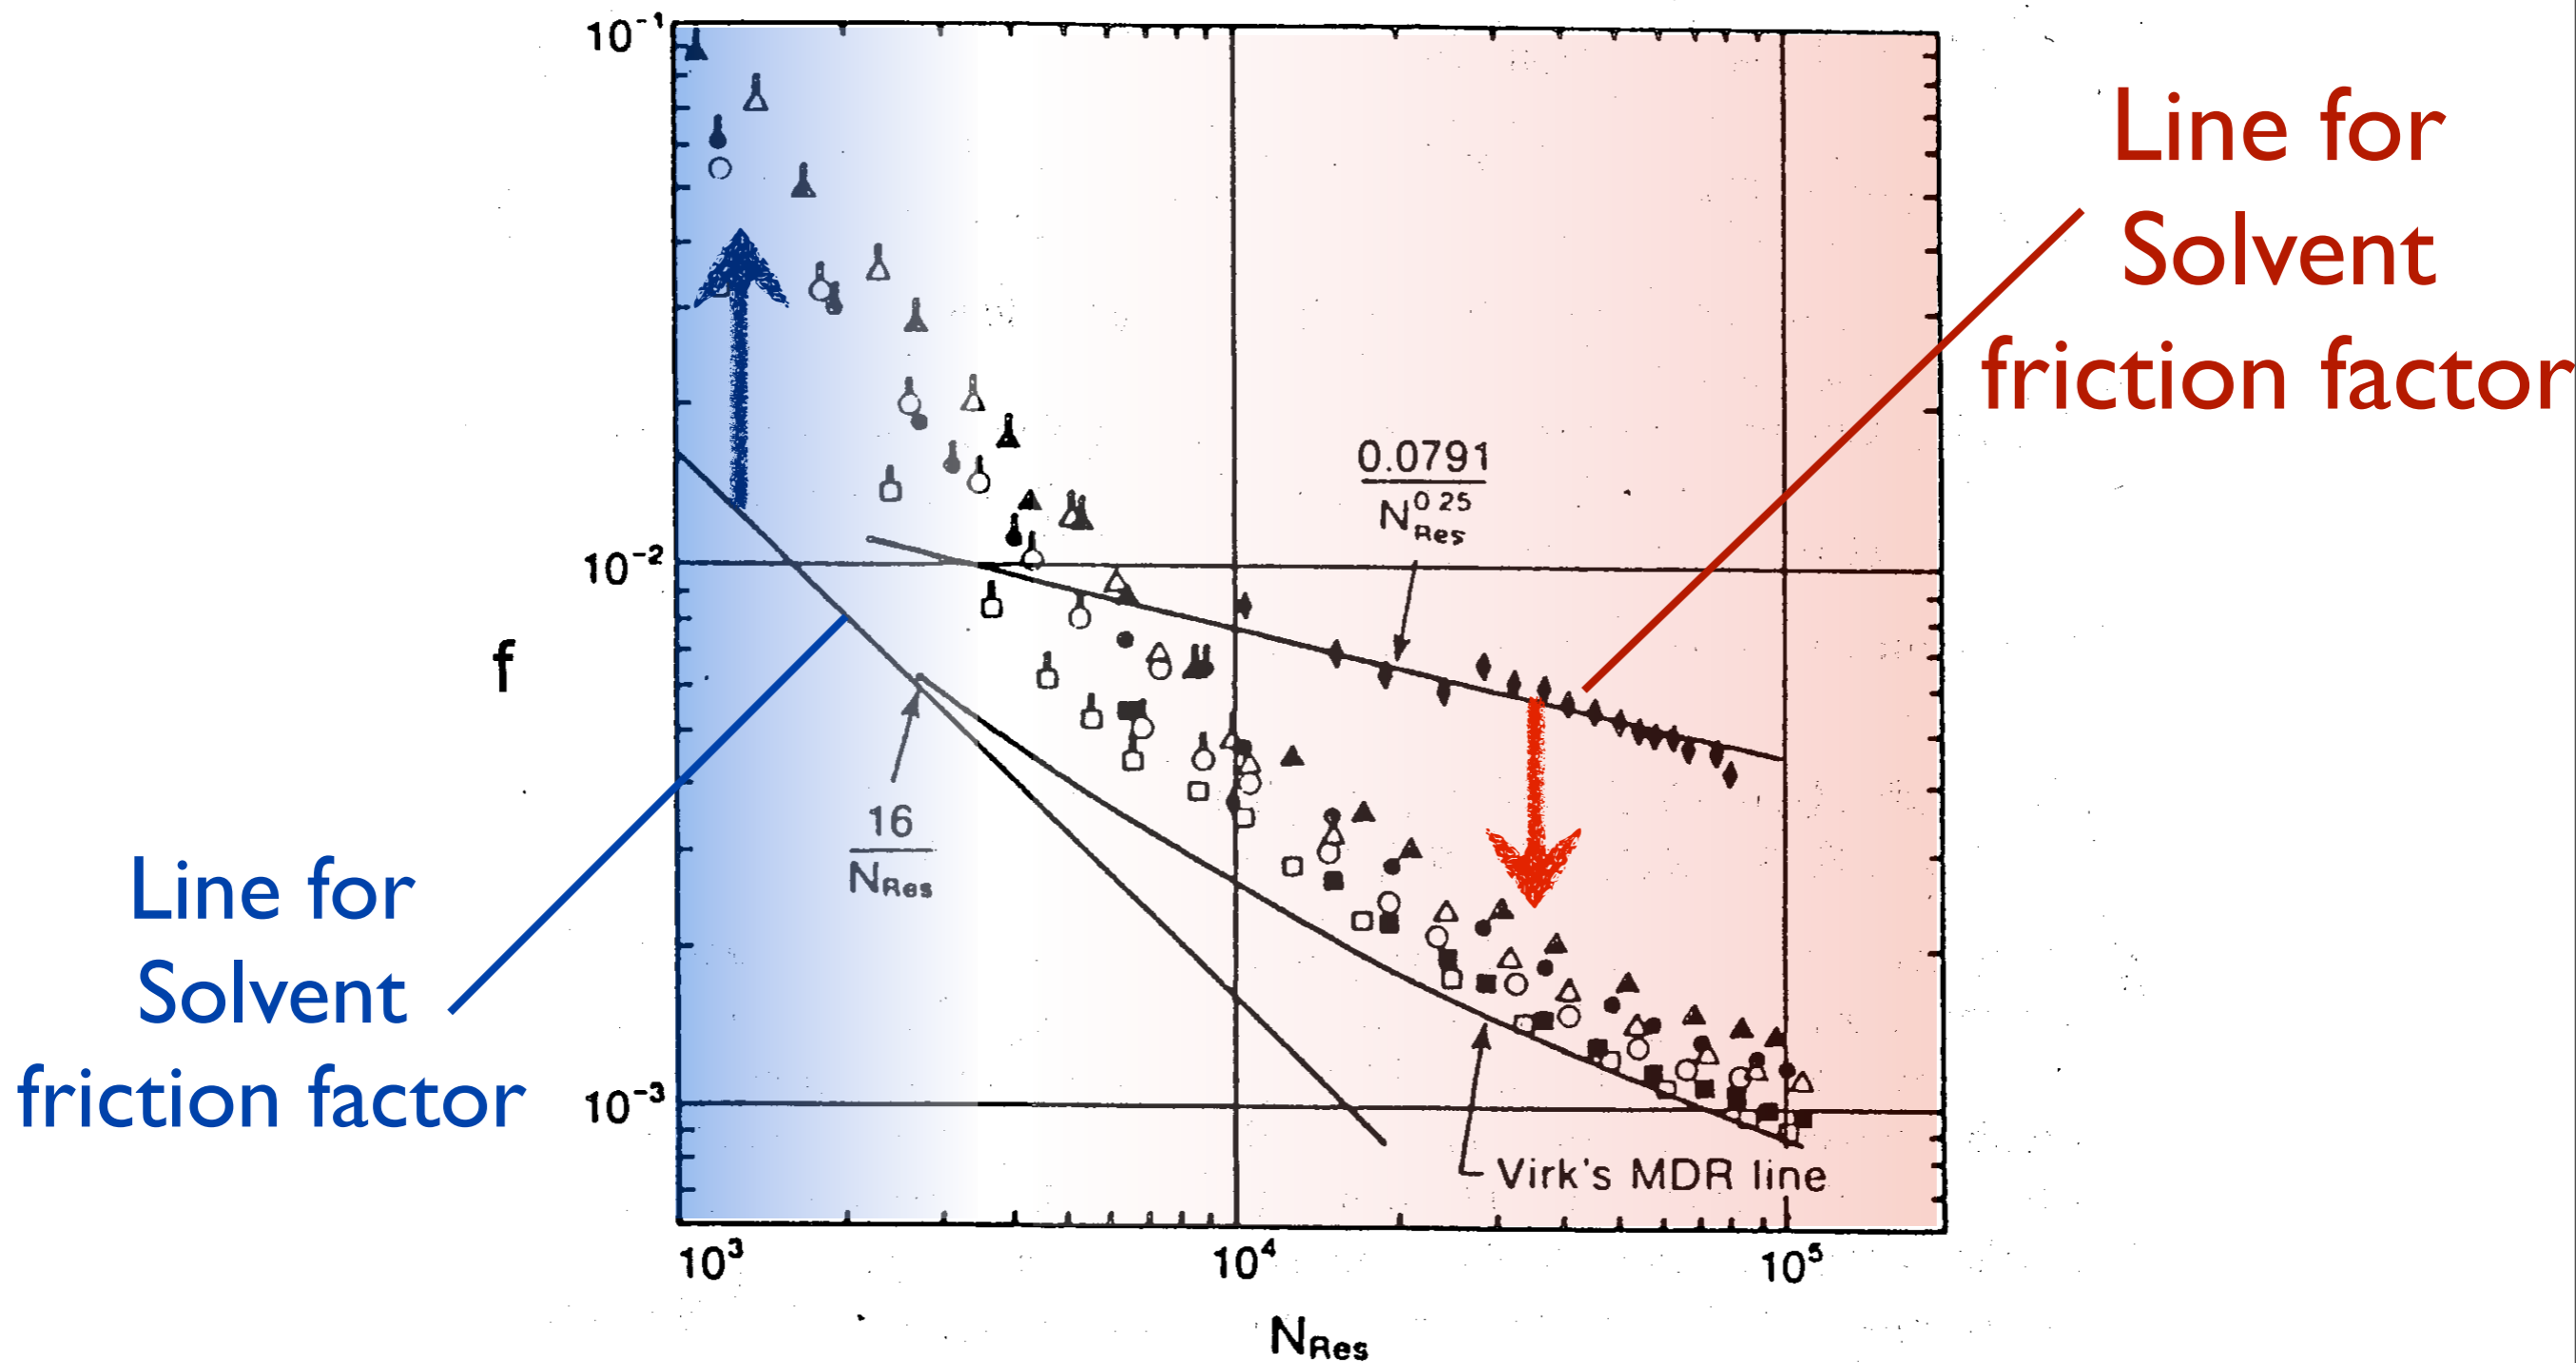 10⁻¹
10⁻²
10⁻³
f
10³
10⁴
10⁵
N_Res
0.0791
N_Res^0 25
16
N_Res
Virk's MDR line
Line for
Solvent
friction factor
Line for
Solvent
friction factor